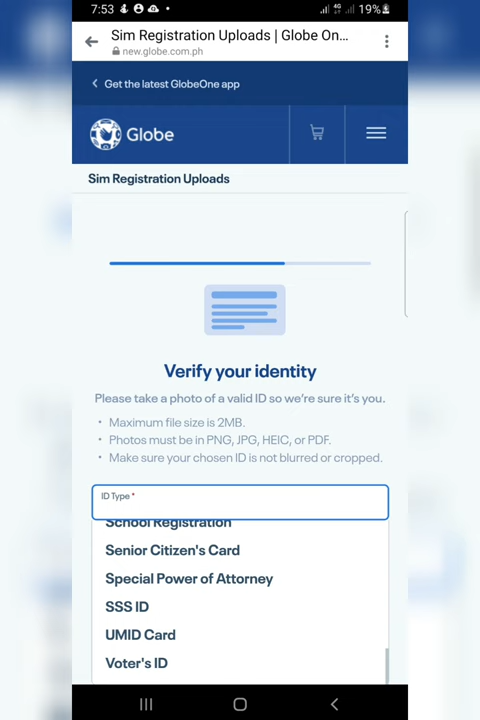 7:53
4G
19%
Sim Registration Uploads | Globe On...
new.globe.com.ph
Get the latest GlobeOne app
Globe
Sim Registration Uploads
Verify your identity
Please take a photo of a valid ID so we're sure it's you.
• Maximum file size is 2MB.
• Photos must be in PNG, JPG, HEIC, or PDF.
• Make sure your chosen ID is not blurred or cropped.
ID Type *
School Registration
Senior Citizen's Card
Special Power of Attorney
SSS ID
UMID Card
Voter's ID